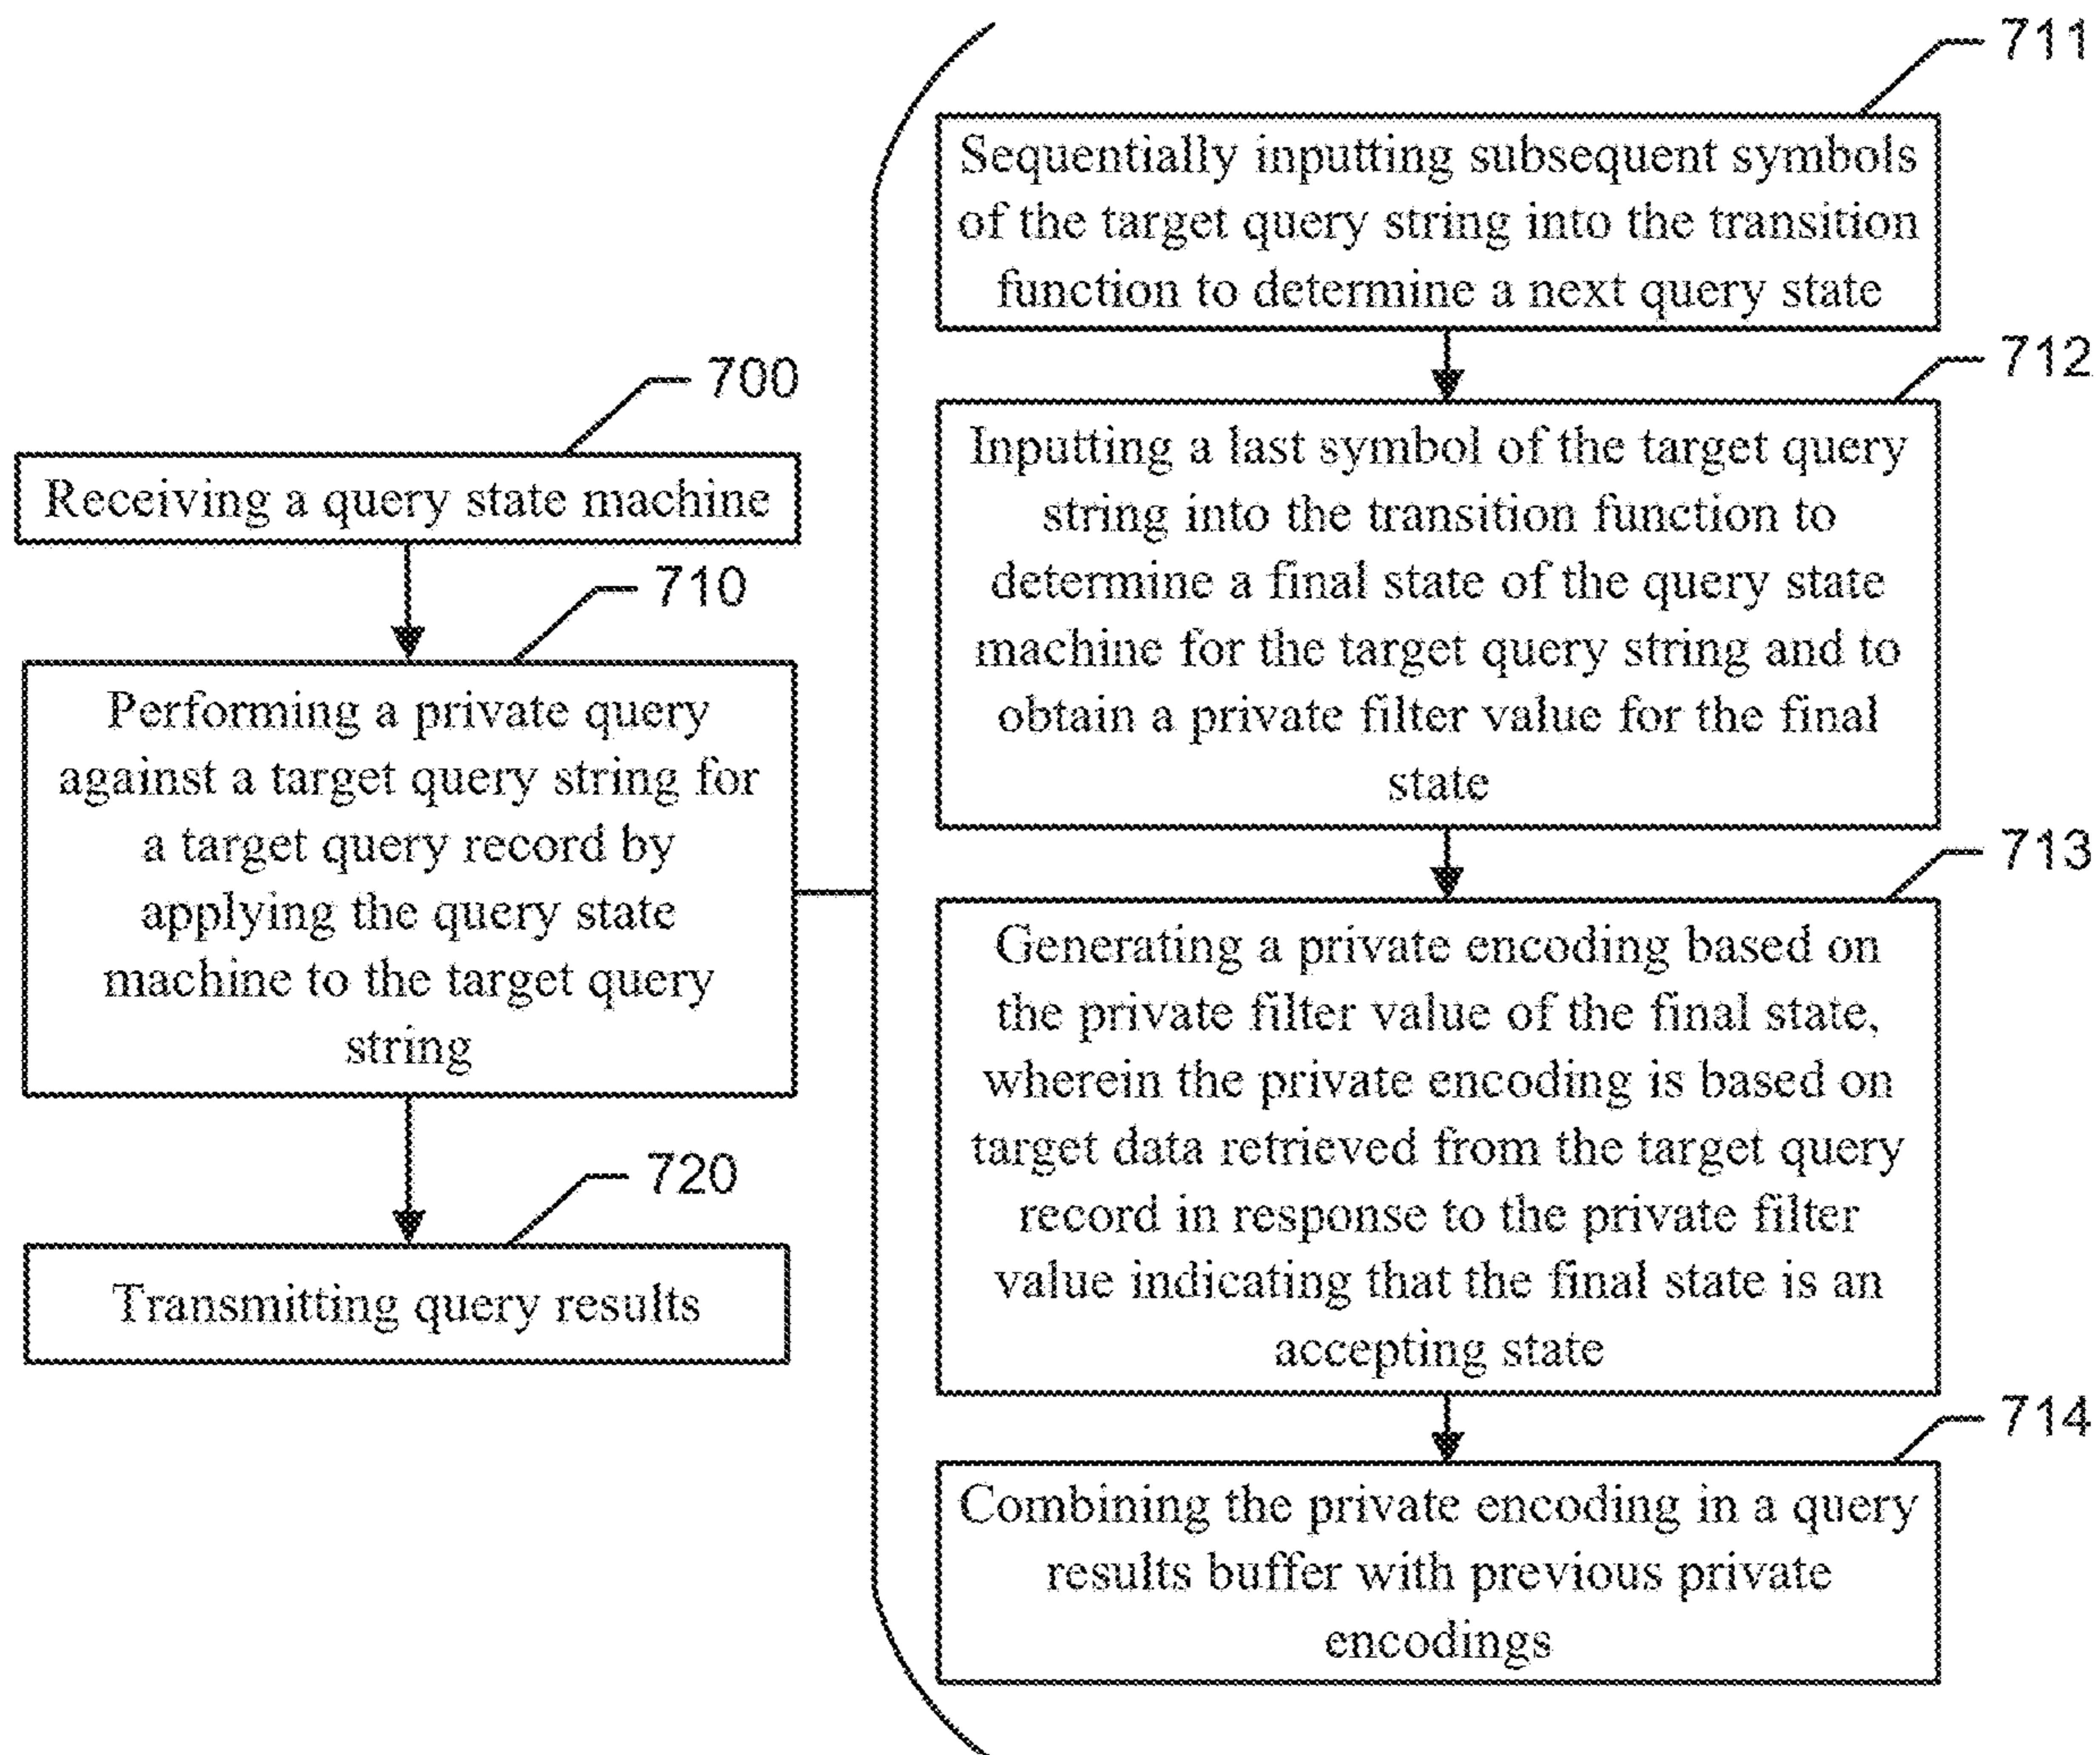 700
Receiving a query state machine
710
Performing a private query
against a target query string for
a target query record by
applying the query state
machine to the target query
string
720
Transmitting query results
711
Sequentially inputting subsequent symbols
of the target query string into the transition
function to determine a next query state
712
Inputting a last symbol of the target query
string into the transition function to
determine a final state of the query state
machine for the target query string and to
obtain a private filter value for the final
state
713
Generating a private encoding based on
the private filter value of the final state,
wherein the private encoding is based on
target data retrieved from the target query
record in response to the private filter
value indicating that the final state is an
accepting state
714
Combining the private encoding in a query
results buffer with previous private
encodings